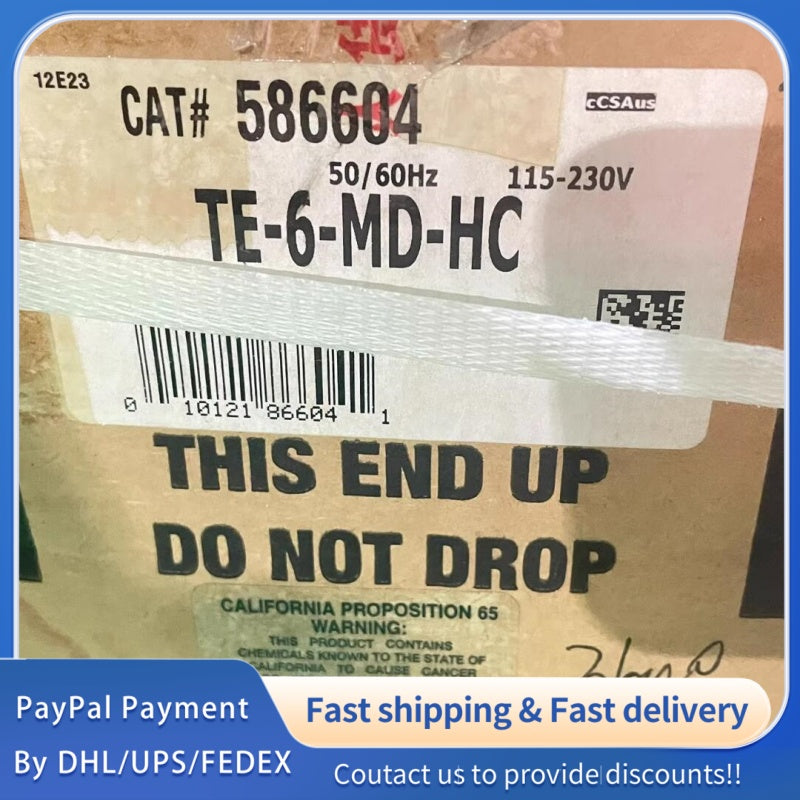 12E23
CAT# 586604
cCSAus
50/60Hz 115-230V
TE-6-MD-HC
0 10121 86604 1
THIS END UP
DO NOT DROP
CALIFORNIA PROPOSITION 65
WARNING:
THIS PRODUCT CONTAINS
CHEMICALS KNOWN TO THE STATE OF
CALIFORNIA TO CAUSE CANCER
PayPal Payment
By DHL/UPS/FEDEX
Fast shipping & Fast delivery
Coutact us to provide discounts!!